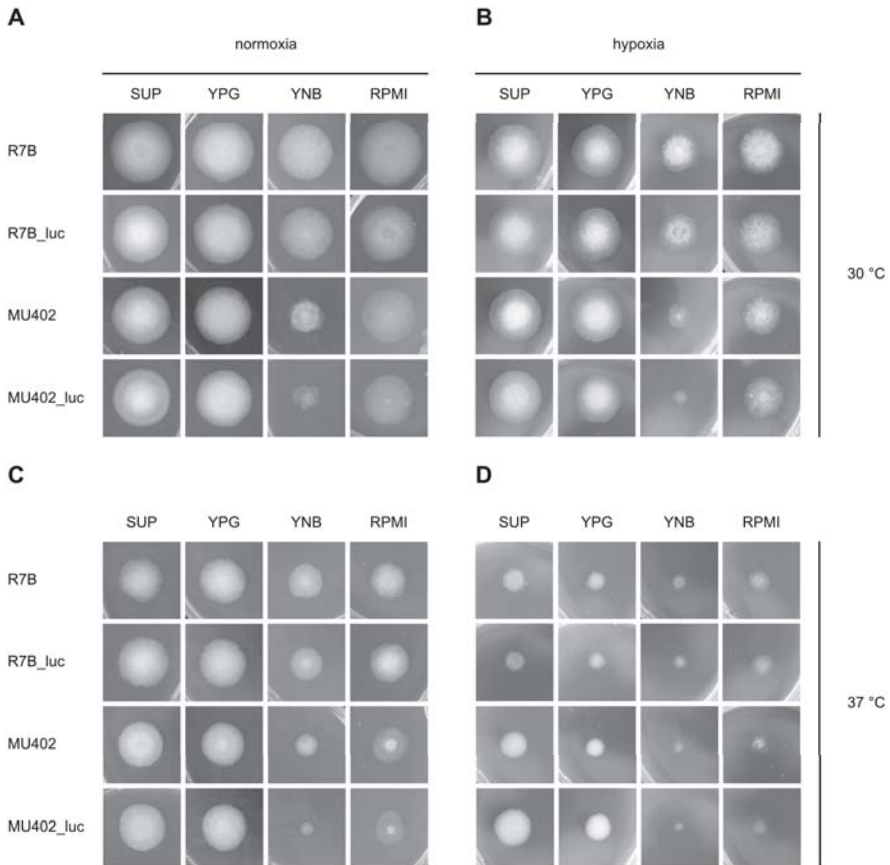 A
B
normoxia
hypoxia
SUP YPG YNB RPMI
SUP YPG YNB RPMI
R7B
R7B_luc
MU402
MU402_luc
30 °C
C
D
SUP YPG YNB RPMI
SUP YPG YNB RPMI
R7B
R7B_luc
MU402
MU402_luc
37 °C